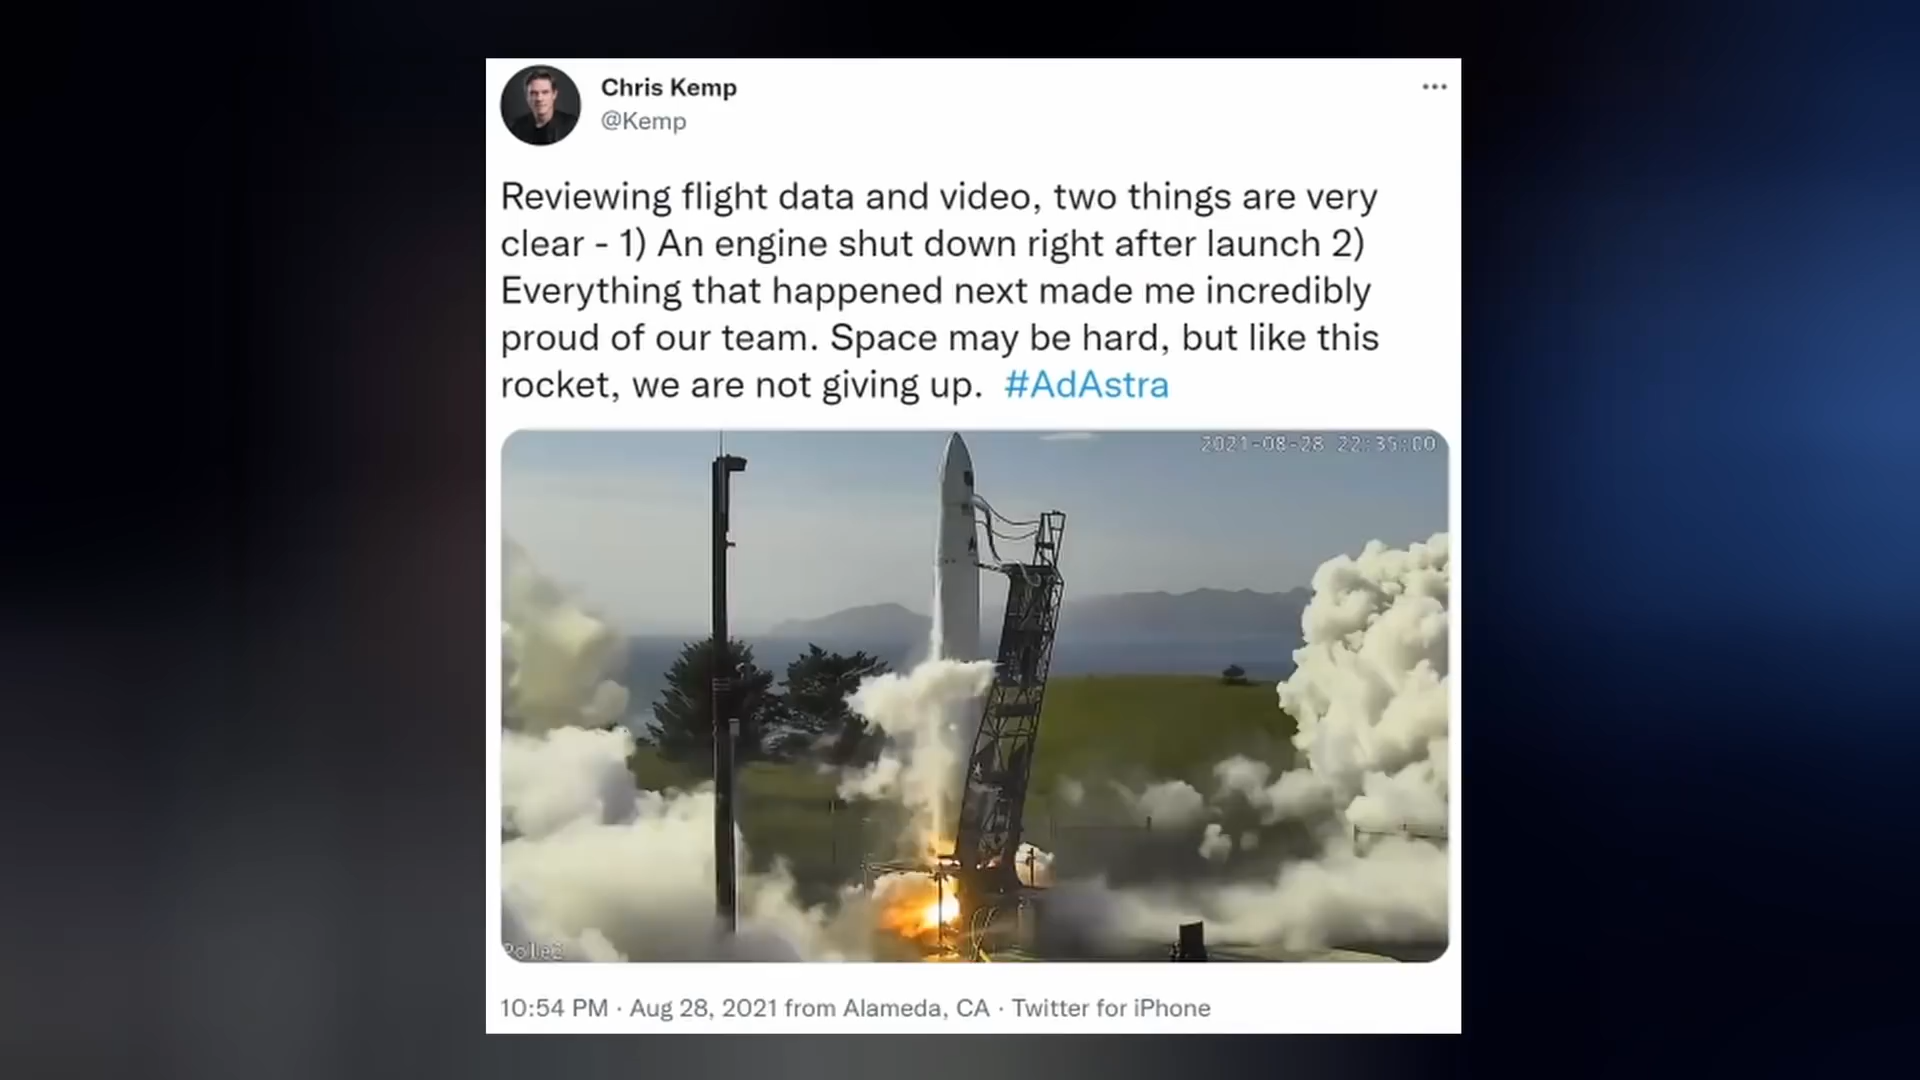 Chris Kemp
@Kemp
Reviewing flight data and video, two things are very
clear - 1) An engine shut down right after launch 2)
Everything that happened next made me incredibly
proud of our team. Space may be hard, but like this
rocket, we are not giving up. #AdAstra
2021-08-28 22:35:00
Pole2
10:54 PM · Aug 28, 2021 from Alameda, CA · Twitter for iPhone